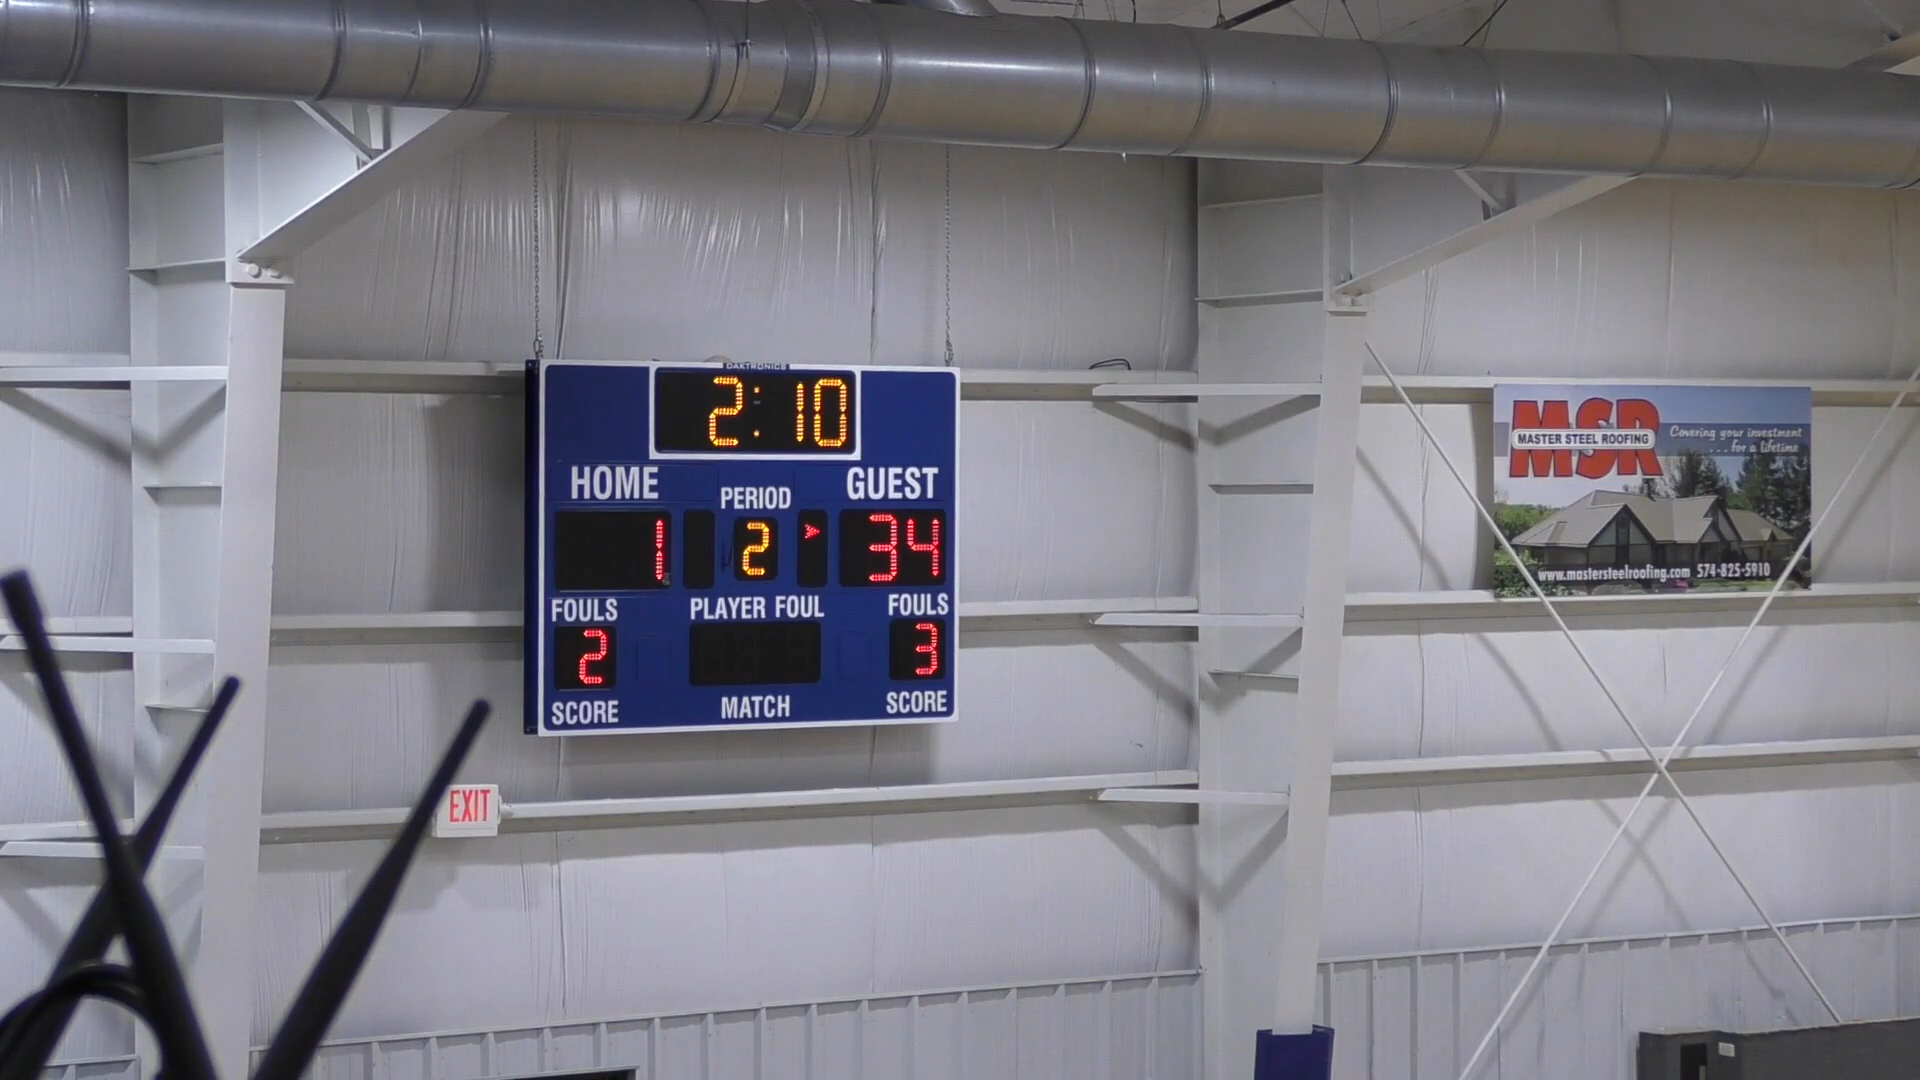 DAKTRONICS
2:10
HOME
PERIOD
GUEST
1
2
34
FOULS
PLAYER FOUL
FOULS
2
3
SCORE
MATCH
SCORE
EXIT
MSR
MASTER STEEL ROOFING
Covering your investment
... for a lifetime
www.mastersteelroofing.com 574-825-5910